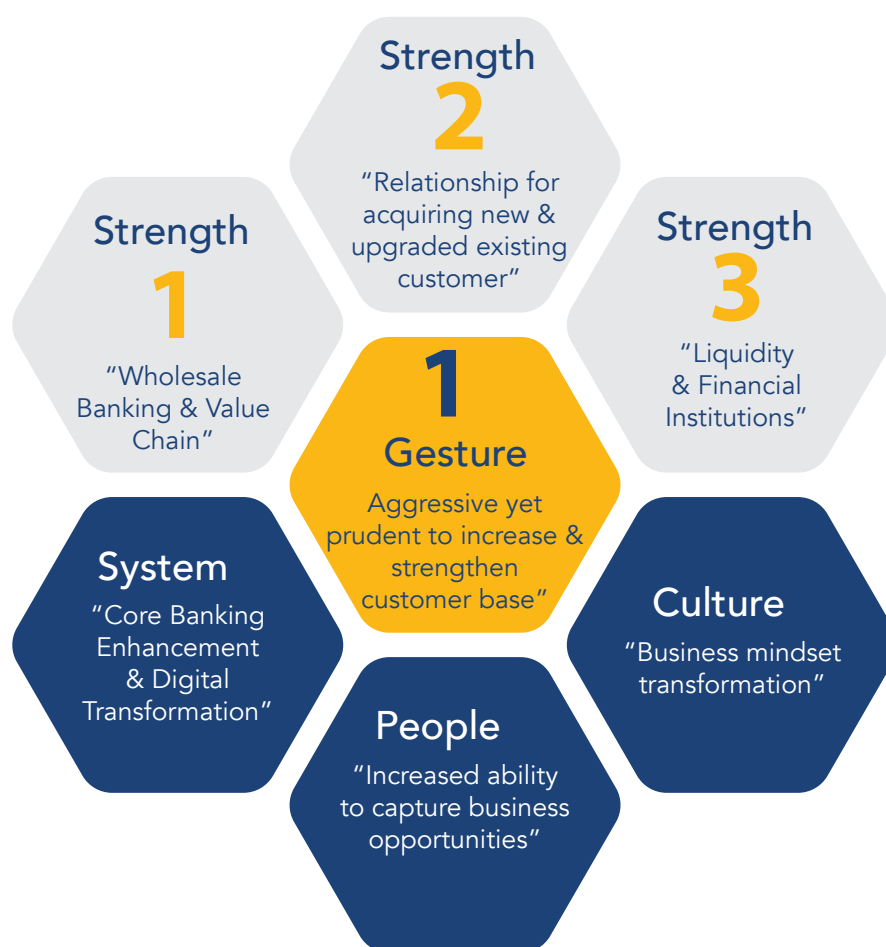 Strength
1
“Wholesale
Banking & Value
Chain”
Strength
2
“Relationship for
acquiring new &
upgraded existing
customer”
Strength
3
“Liquidity
& Financial
Institutions”
1
Gesture
Aggressive yet
prudent to increase &
strengthen
customer base”
System
“Core Banking
Enhancement
& Digital
Transformation”
People
“Increased ability
to capture business
opportunities”
Culture
“Business mindset
transformation”